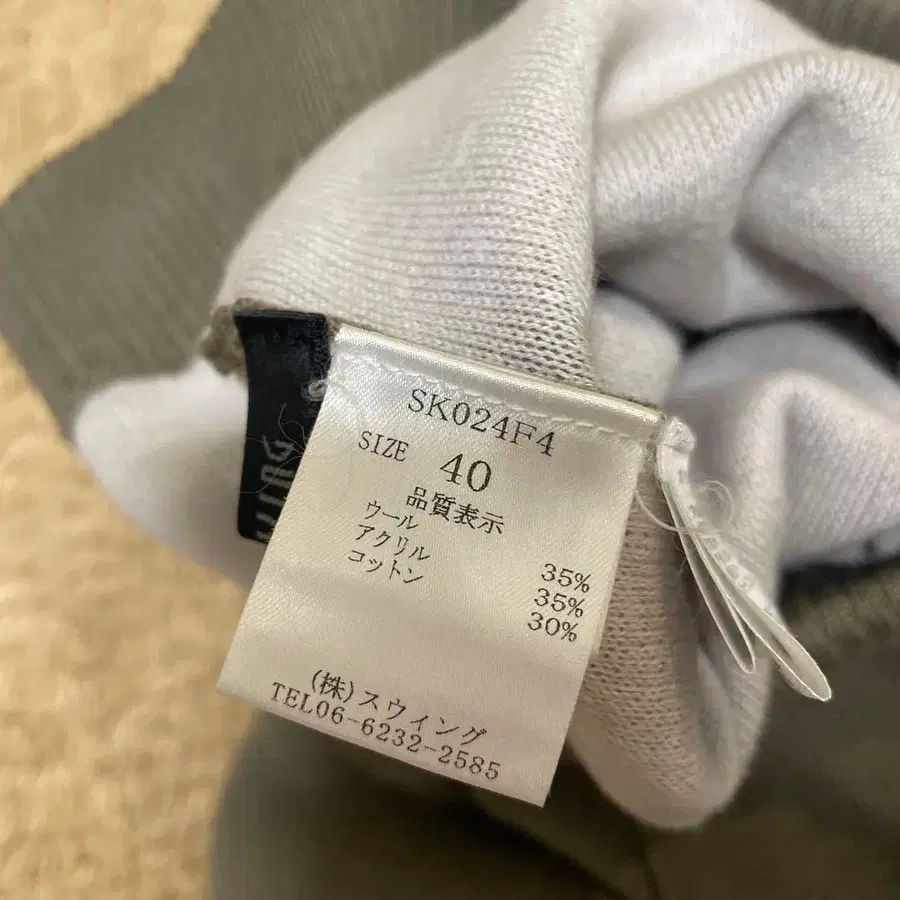 SK024F4
SIZE 40
品質表示
ウール 35%
アクリル 35%
コットン 30%
(株)スウイング
TEL06-6232-2585